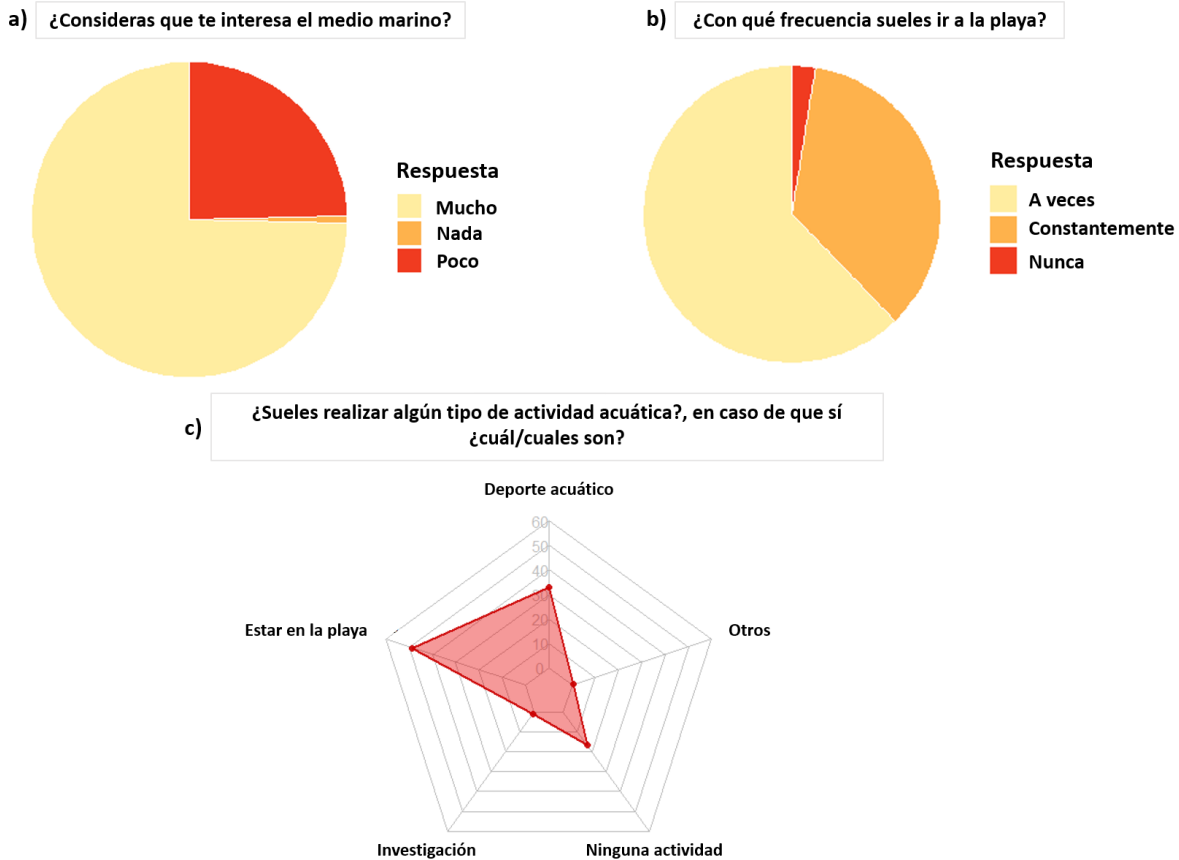 a)
¿Consideras que te interesa el medio marino?
Respuesta
Mucho
Nada
Poco
b)
¿Con qué frecuencia sueles ir a la playa?
Respuesta
A veces
Constantemente
Nunca
c)
¿Sueles realizar algún tipo de actividad acuática?, en caso de que sí
¿cuál/cuales son?
Deporte acuático
60
50
40
30
20
10
0
Estar en la playa
Otros
Investigación
Ninguna actividad